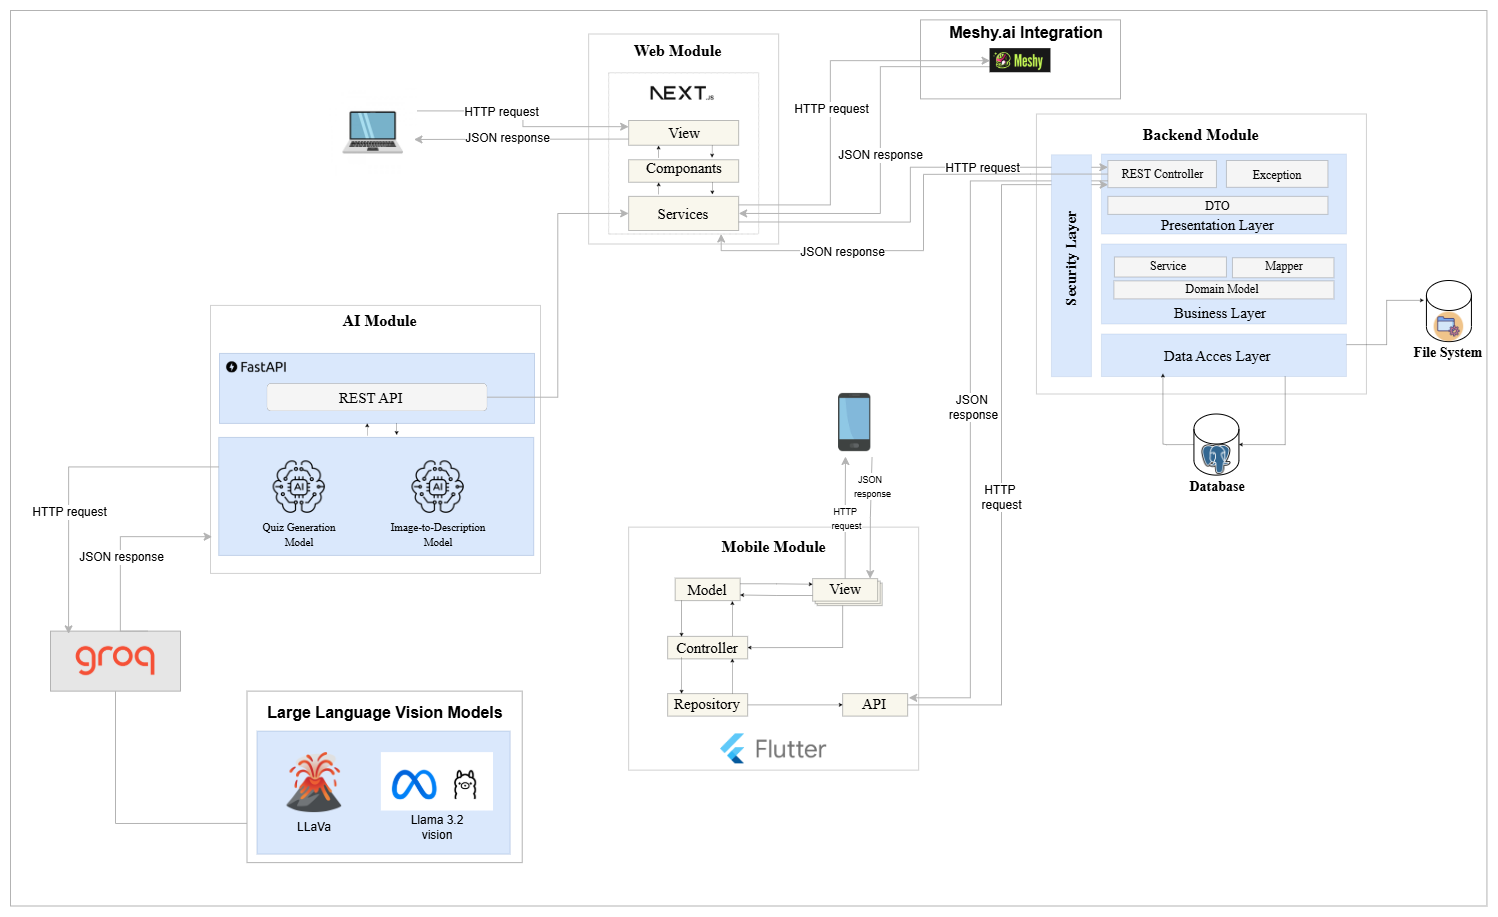 Meshy.ai Integration
Meshy
Web Module
NEXT.JS
HTTP request
JSON response
View
Componants
Services
HTTP request
JSON response
HTTP request
JSON response
Backend Module
Security Layer
REST Controller
Exception
DTO
Presentation Layer
Service
Mapper
Domain Model
Business Layer
Data Acces Layer
File System
Database
AI Module
FastAPI
REST API
AI
AI
Quiz Generation
Model
Image-to-Description
Model
HTTP request
JSON response
groq
Large Language Vision Models
LLaVa
Llama 3.2
vision
JSON
response
HTTP
request
JSON
response
HTTP
request
Mobile Module
Model
View
Controller
Repository
API
Flutter